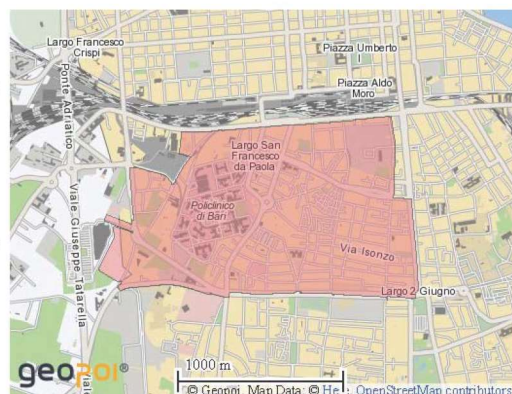 Largo Francesco
Crispi
Ponte Adriatico
Piazza Umberto
I
Piazza Aldo
Moro
Largo San
Francesco
da Paola
Policlinico
di Bari
Viale Giuseppe Tatarella
Via Isonzo
Largo 2 Giugno
Viale
geopoi®
1000 m
© Geopoi, Map Data: © He e, OpenStreetMap contributors